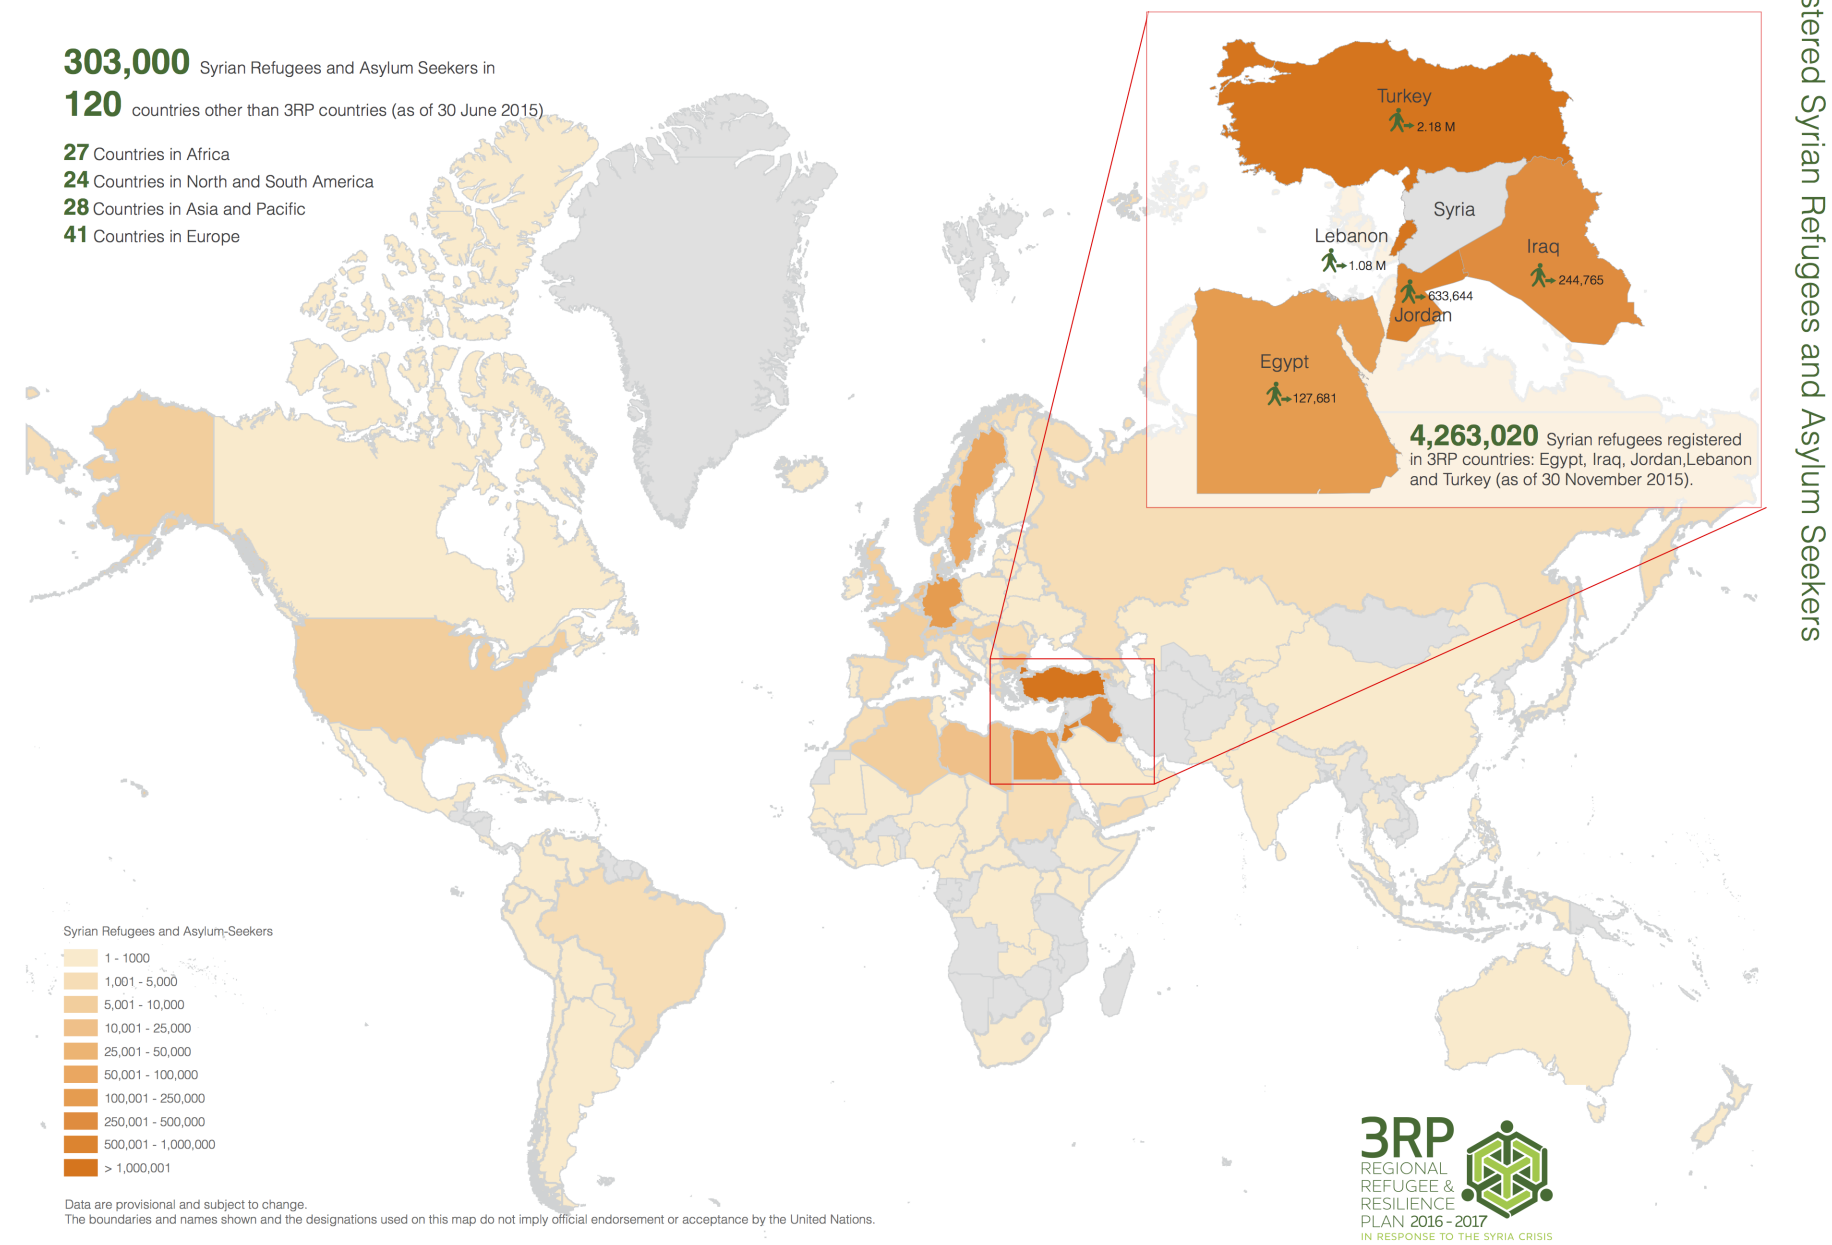 303,000 Syrian Refugees and Asylum Seekers in
120 countries other than 3RP countries (as of 30 June 2015)
27 Countries in Africa
24 Countries in North and South America
28 Countries in Asia and Pacific
41 Countries in Europe
Turkey
2.18 M
Syria
Lebanon
1.08 M
Iraq
244,765
633,644
Jordan
Egypt
127,681
4,263,020 Syrian refugees registered
in 3RP countries: Egypt, Iraq, Jordan,Lebanon
and Turkey (as of 30 November 2015).
Syrian Refugees and Asylum Seekers
Syrian Refugees and Asylum-Seekers
1 - 1000
1,001 - 5,000
5,001 - 10,000
10,001 - 25,000
25,001 - 50,000
50,001 - 100,000
100,001 - 250,000
250,001 - 500,000
500,001 - 1,000,000
> 1,000,001
Data are provisional and subject to change.
The boundaries and names shown and the designations used on this map do not imply official endorsement or acceptance by the United Nations.
3RP
REGIONAL
REFUGEE &
RESILIENCE
PLAN 2016 - 2017
IN RESPONSE TO THE SYRIA CRISIS